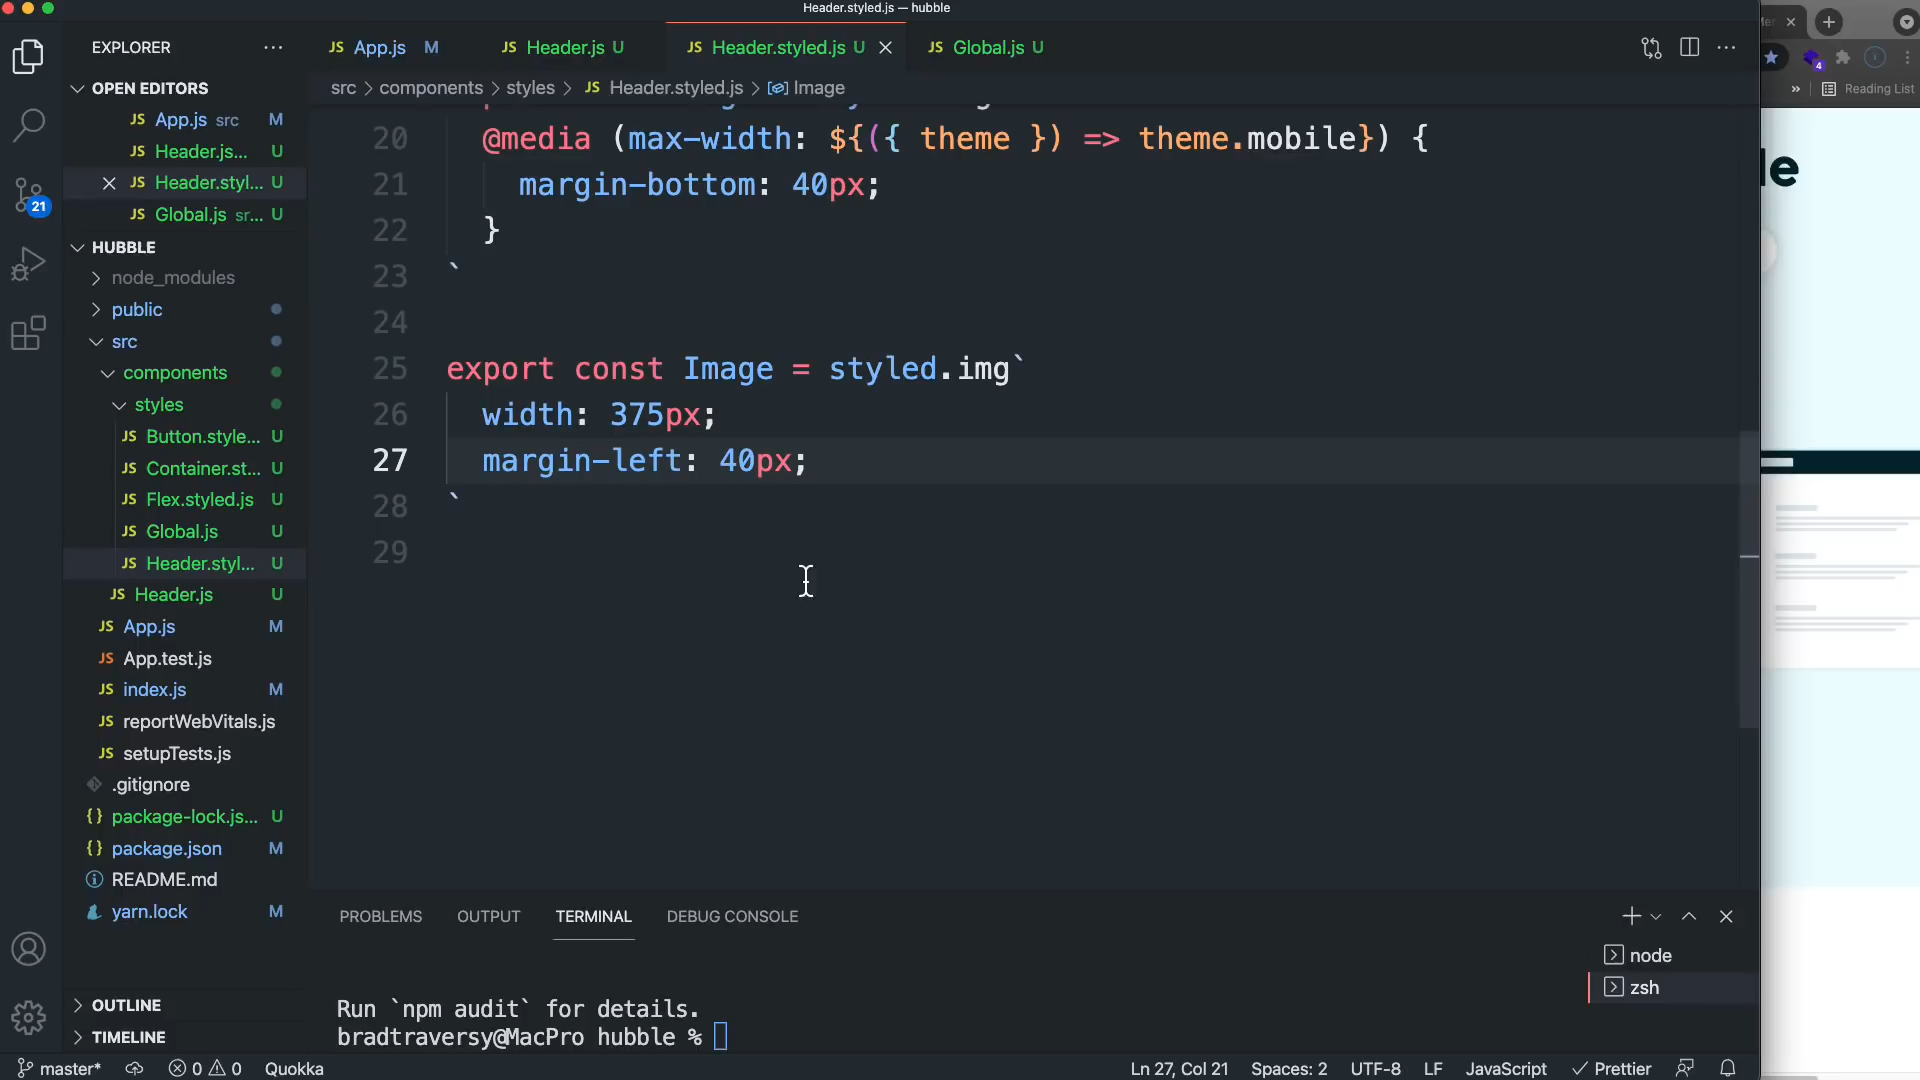 Header.styled.js — hubble
EXPLORER
JS App.js M
JS Header.js U
JS Header.styled.js U
JS Global.js U
OPEN EDITORS
src > components > styles > JS Header.styled.js > Image
JS App.js src M
JS Header.js... U
JS Header.styl... U
JS Global.js sr... U
HUBBLE
node_modules
public
src
components
styles
JS Button.style... U
JS Container.st... U
JS Flex.styled.js U
JS Global.js U
JS Header.styl... U
JS Header.js U
JS App.js M
JS App.test.js
JS index.js M
JS reportWebVitals.js
JS setupTests.js
.gitignore
{} package-lock.js... U
{} package.json M
README.md
yarn.lock M
OUTLINE
TIMELINE
21
20 @media (max-width: ${({ theme }) => theme.mobile}) {
21 margin-bottom: 40px;
22 }
23 `
24
25 export const Image = styled.img`
26 width: 375px;
27 margin-left: 40px;
28 `
29
PROBLEMS
OUTPUT
TERMINAL
DEBUG CONSOLE
node
zsh
Run `npm audit` for details.
bradtraversy@MacPro hubble %
4
» Reading List
le
master*
0 0
Quokka
Ln 27, Col 21
Spaces: 2
UTF-8
LF
JavaScript
Prettier